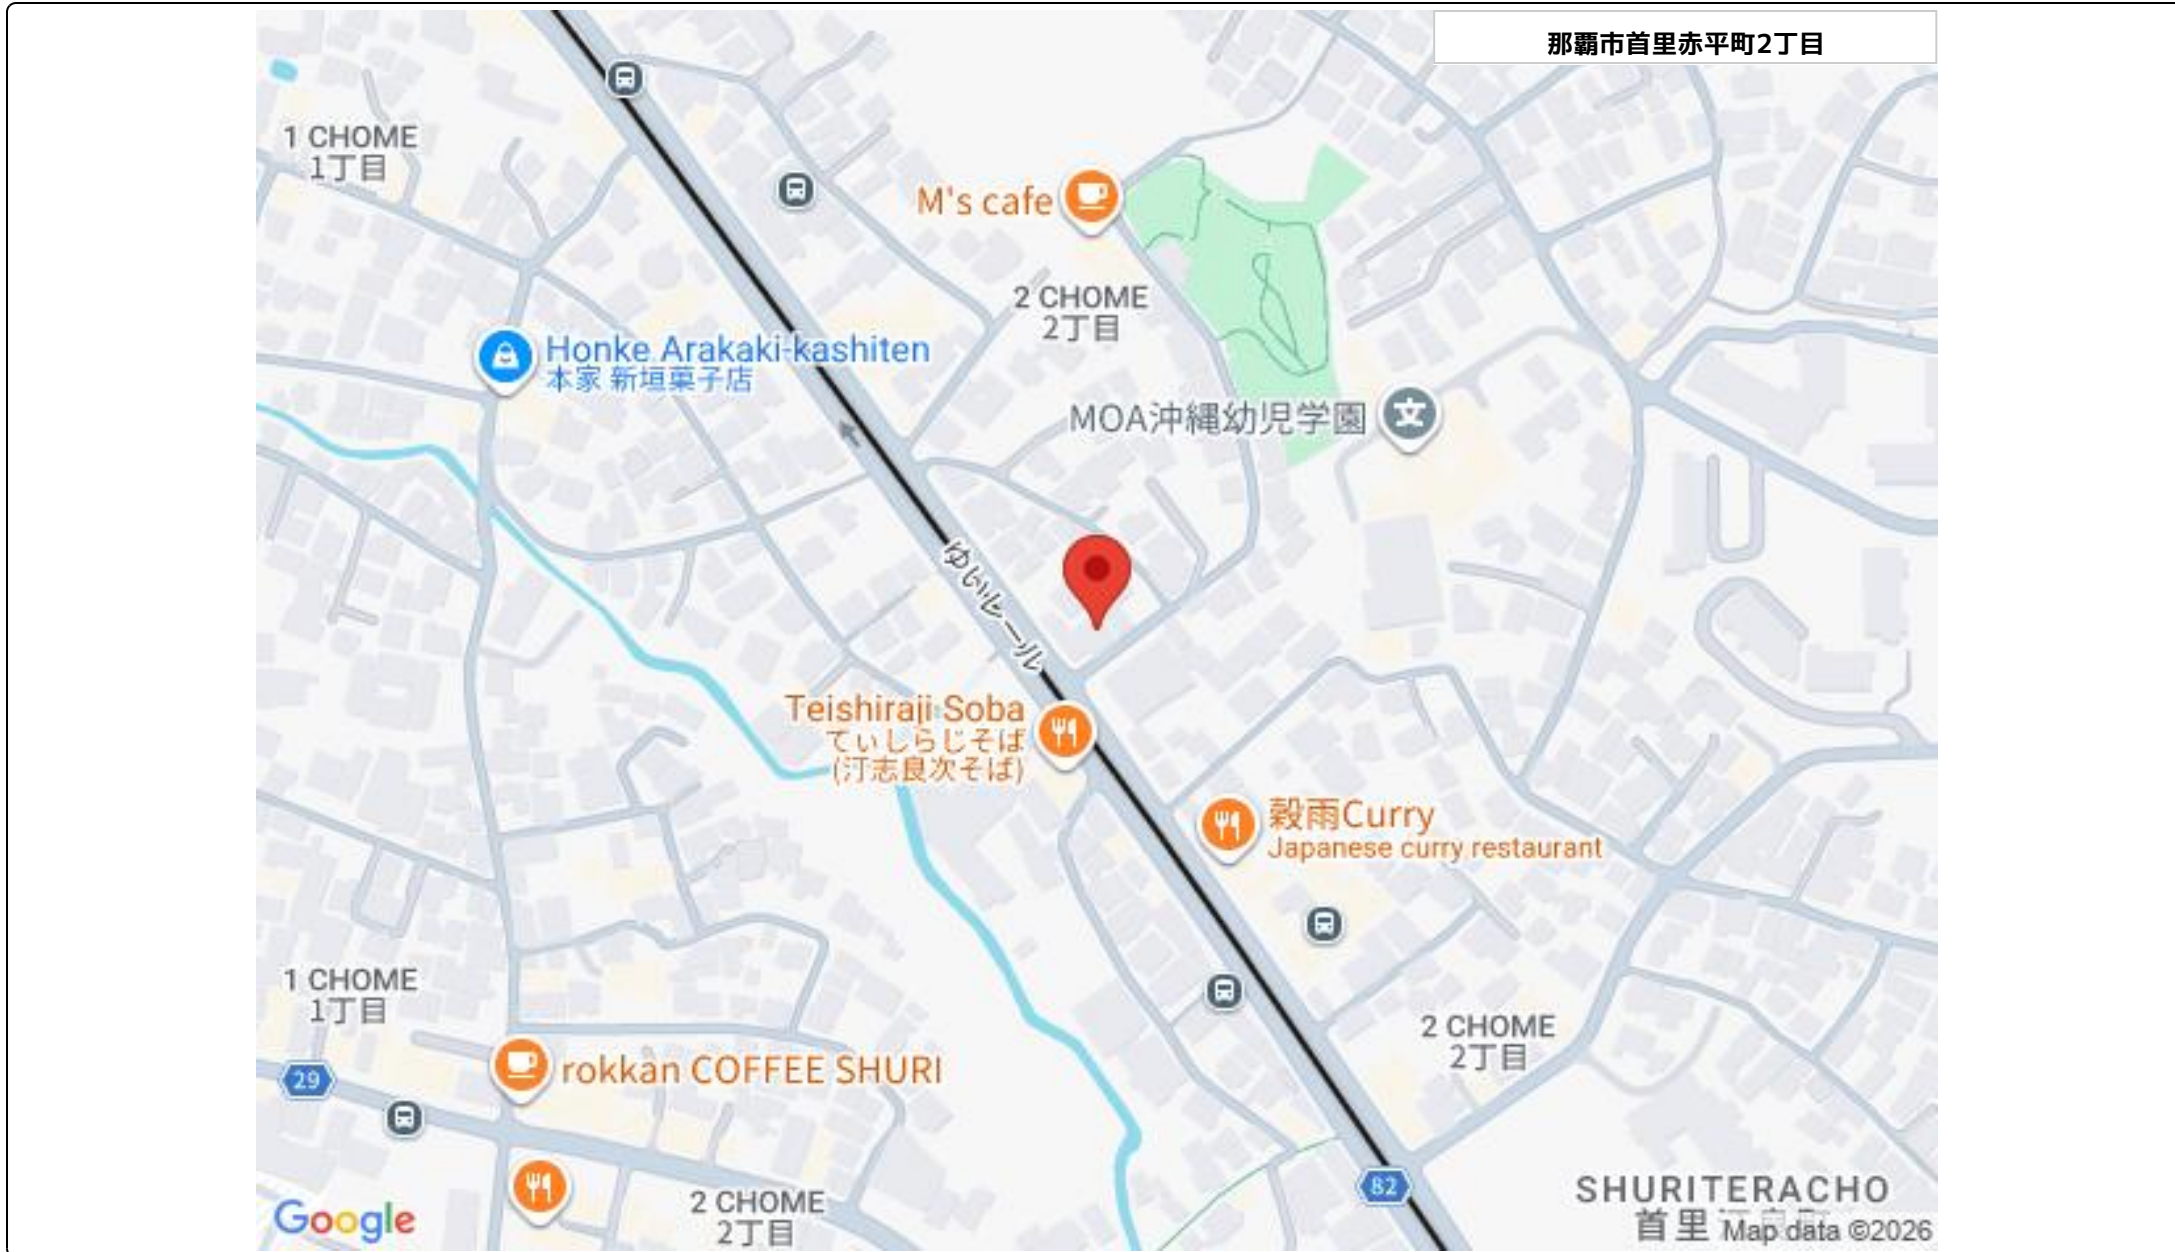 那覇市首里赤平町2丁目
1 CHOME
1丁目
M's cafe
2 CHOME
2丁目
Honke Arakaki-kashiten
本家 新垣菓子店
MOA沖縄幼児学園
ゆいレール
Teishiraji Soba
てぃしらじそば
(汀志良次そば)
穀雨Curry
Japanese curry restaurant
1 CHOME
1丁目
2 CHOME
2丁目
rokkan COFFEE SHURI
29
82
2 CHOME
2丁目
SHURITERACHO
首里
Google
Map data ©2026